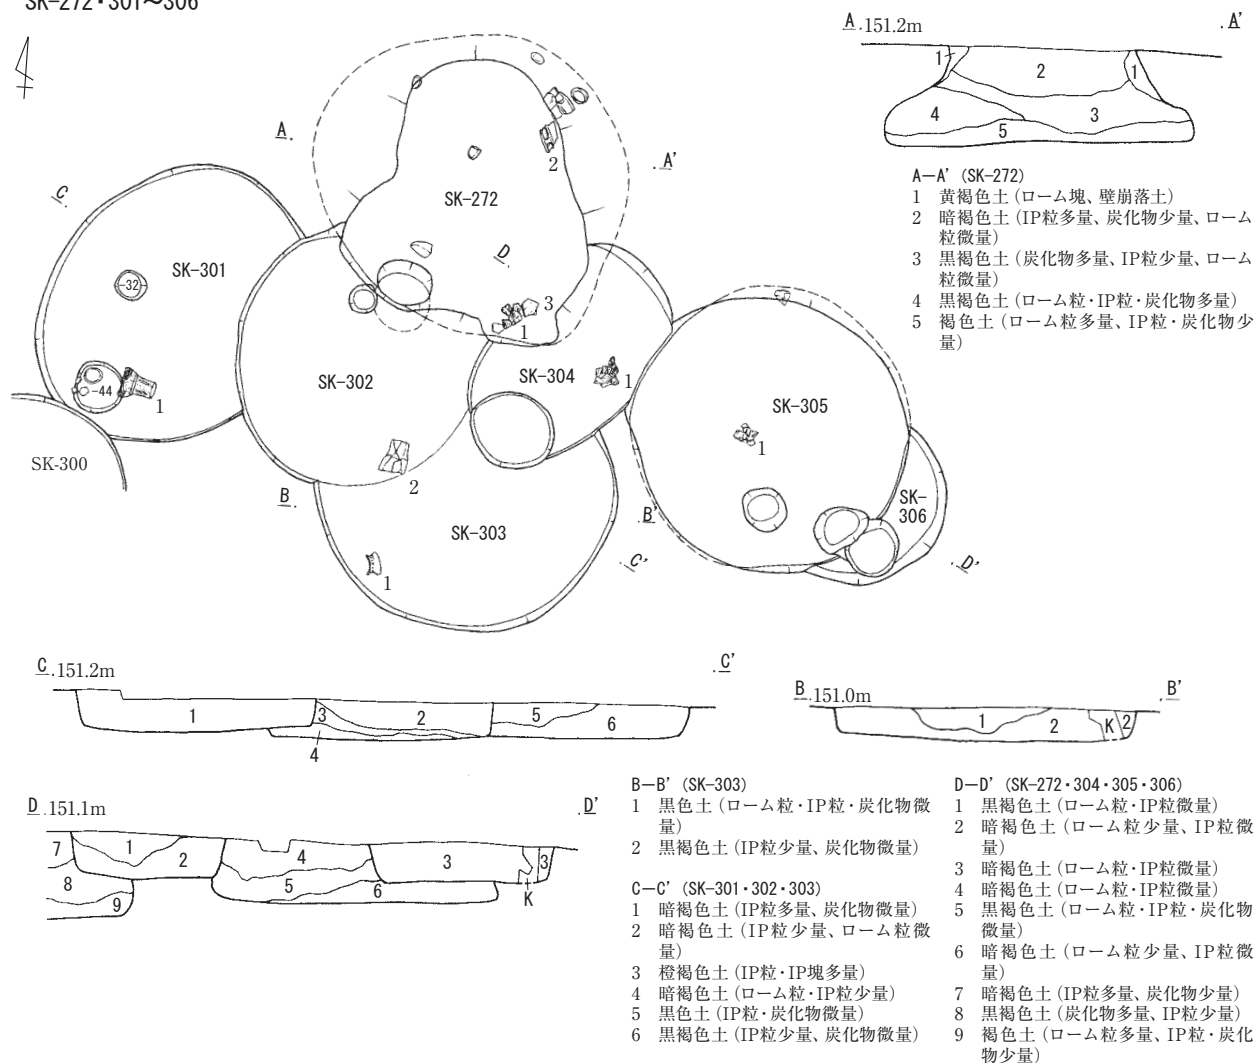 SK-272・301～306
A
A'
C
D
B
B'
C'
D'
SK-272
2
3
1
SK-301
-32
-44
1
SK-302
2
SK-304
1
SK-305
1
SK-306
SK-303
1
SK-300
A 151.2m A'
1
2
1
4
3
5
A—A'（SK-272）
1 黄褐色土（ローム塊、壁崩落土）
2 暗褐色土（IP粒多量、炭化物少量、ローム
粒微量）
3 黒褐色土（炭化物多量、IP粒少量、ローム
粒微量）
4 黒褐色土（ローム粒・IP粒・炭化物多量）
5 褐色土（ローム粒多量、IP粒・炭化物少
量）
C 151.2m C'
1
3
2
5
6
4
B 151.0m B'
1
2
K
2
D 151.1m D'
7
1
2
4
3
3
8
5
6
K
9
B—B'（SK-303）
1 黒色土（ローム粒・IP粒・炭化物微
量）
2 黒褐色土（IP粒少量、炭化物微量）
C—C'（SK-301・302・303）
1 暗褐色土（IP粒多量、炭化物微量）
2 暗褐色土（IP粒少量、ローム粒微
量）
3 橙褐色土（IP粒・IP塊多量）
4 暗褐色土（ローム粒・IP粒少量）
5 黒色土（IP粒・炭化物微量）
6 黒褐色土（IP粒少量、炭化物微量）
D—D'（SK-272・304・305・306）
1 黒褐色土（ローム粒・IP粒微量）
2 暗褐色土（ローム粒少量、IP粒微
量）
3 暗褐色土（ローム粒・IP粒微量）
4 暗褐色土（ローム粒・IP粒微量）
5 黒褐色土（ローム粒・IP粒・炭化物
微量）
6 暗褐色土（ローム粒少量、IP粒微
量）
7 暗褐色土（IP粒多量、炭化物少量）
8 黒褐色土（炭化物多量、IP粒少量）
9 褐色土（ローム粒多量、IP粒・炭化
物少量）